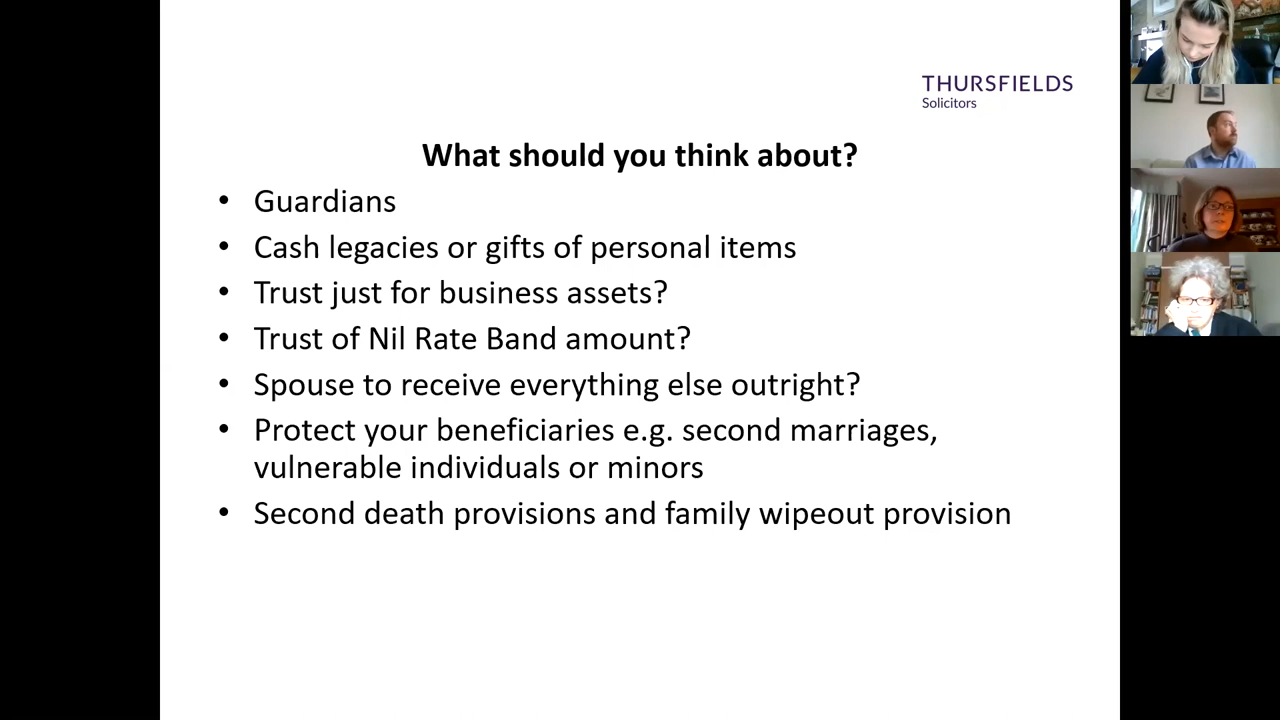 THURSFIELDS
Solicitors
What should you think about?
• Guardians
• Cash legacies or gifts of personal items
• Trust just for business assets?
• Trust of Nil Rate Band amount?
• Spouse to receive everything else outright?
• Protect your beneficiaries e.g. second marriages,
vulnerable individuals or minors
• Second death provisions and family wipeout provision